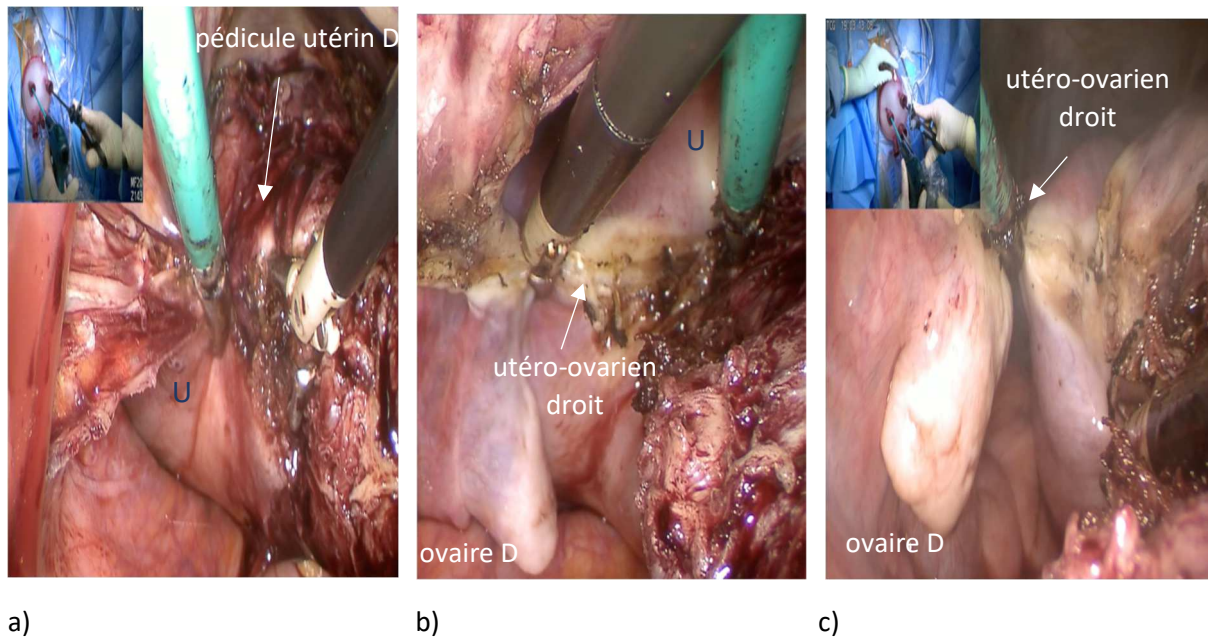 pédicule utérin D
U
a)
U
utéro-ovarien
droit
ovaire D
b)
utéro-ovarien
droit
ovaire D
c)